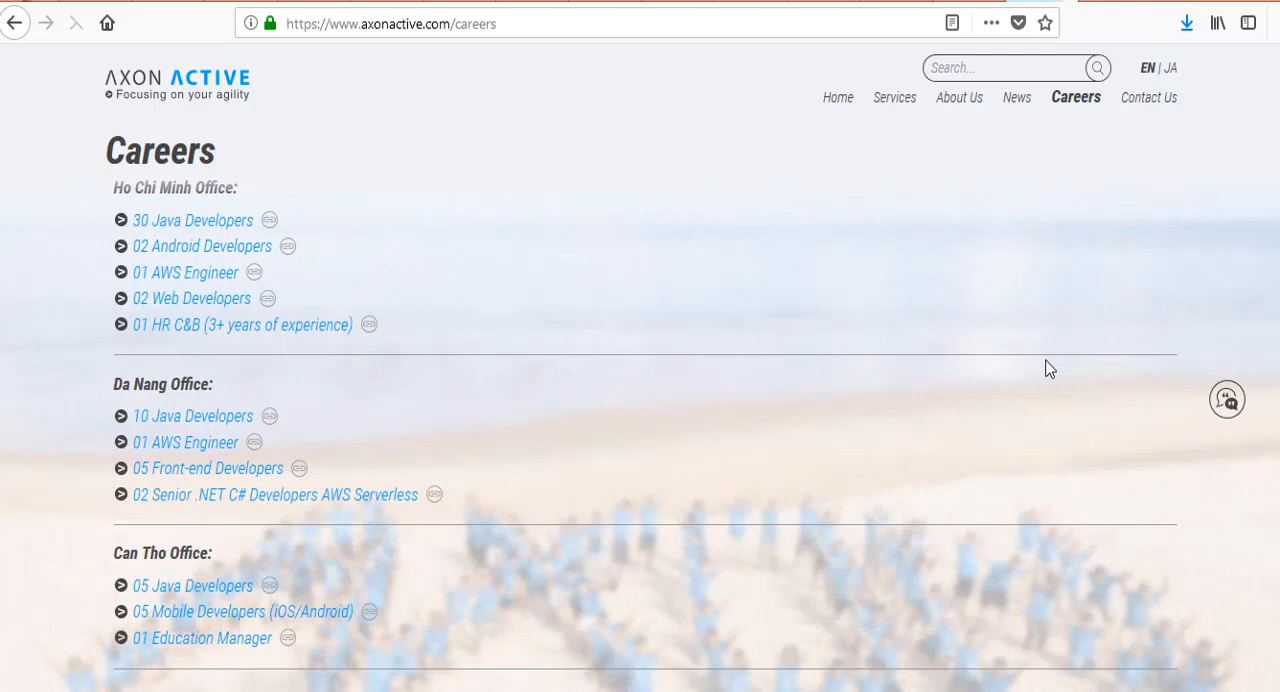 https://www.axonactive.com/careers
AXON ACTIVE
Focusing on your agility
Search...
EN | JA
Home Services About Us News Careers Contact Us
Careers
Ho Chi Minh Office:
30 Java Developers
02 Android Developers
01 AWS Engineer
02 Web Developers
01 HR C&B (3+ years of experience)
Da Nang Office:
10 Java Developers
01 AWS Engineer
05 Front-end Developers
02 Senior .NET C# Developers AWS Serverless
Can Tho Office:
05 Java Developers
05 Mobile Developers (iOS/Android)
01 Education Manager